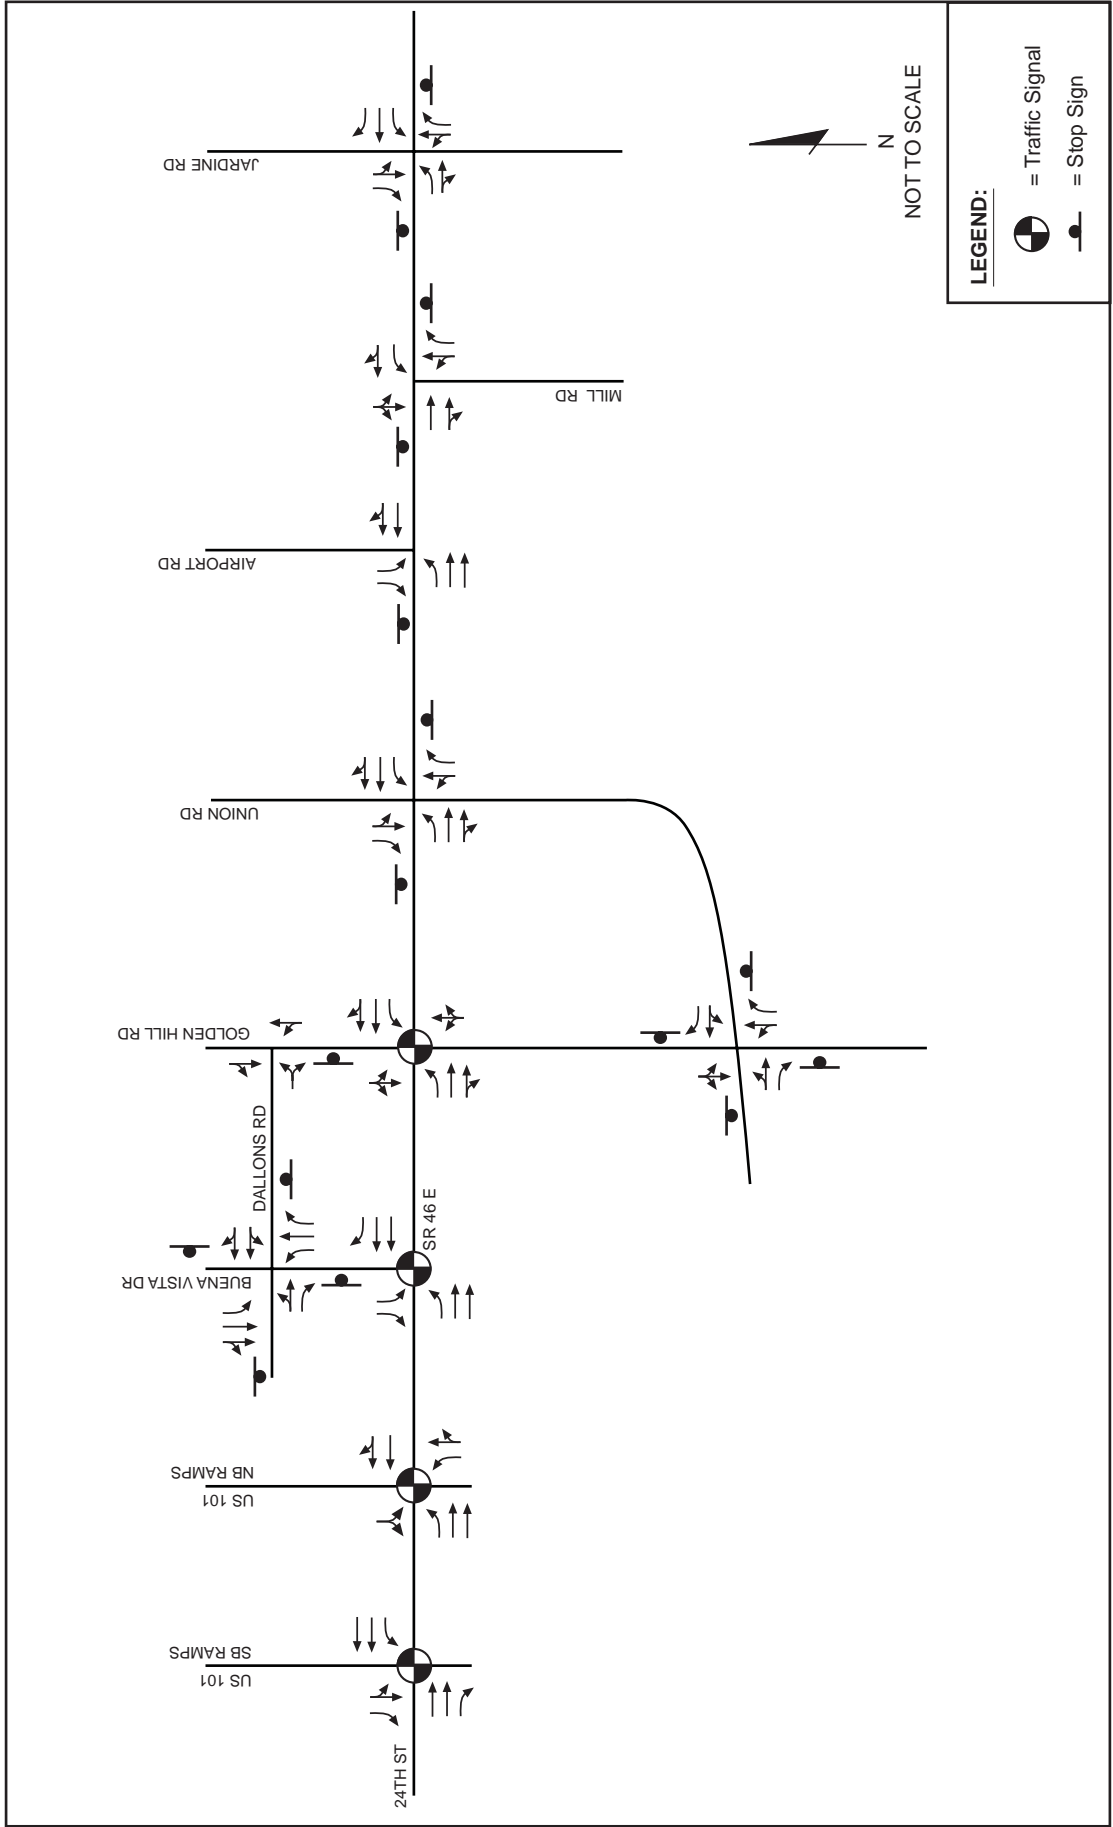 JARDINE RD
MILL RD
AIRPORT RD
UNION RD
GOLDEN HILL RD
DALLONS RD
BUENA VISTA DR
SR 46 E
US 101
NB RAMPS
US 101
SB RAMPS
24TH ST
N
NOT TO SCALE
LEGEND:
= Traffic Signal
= Stop Sign